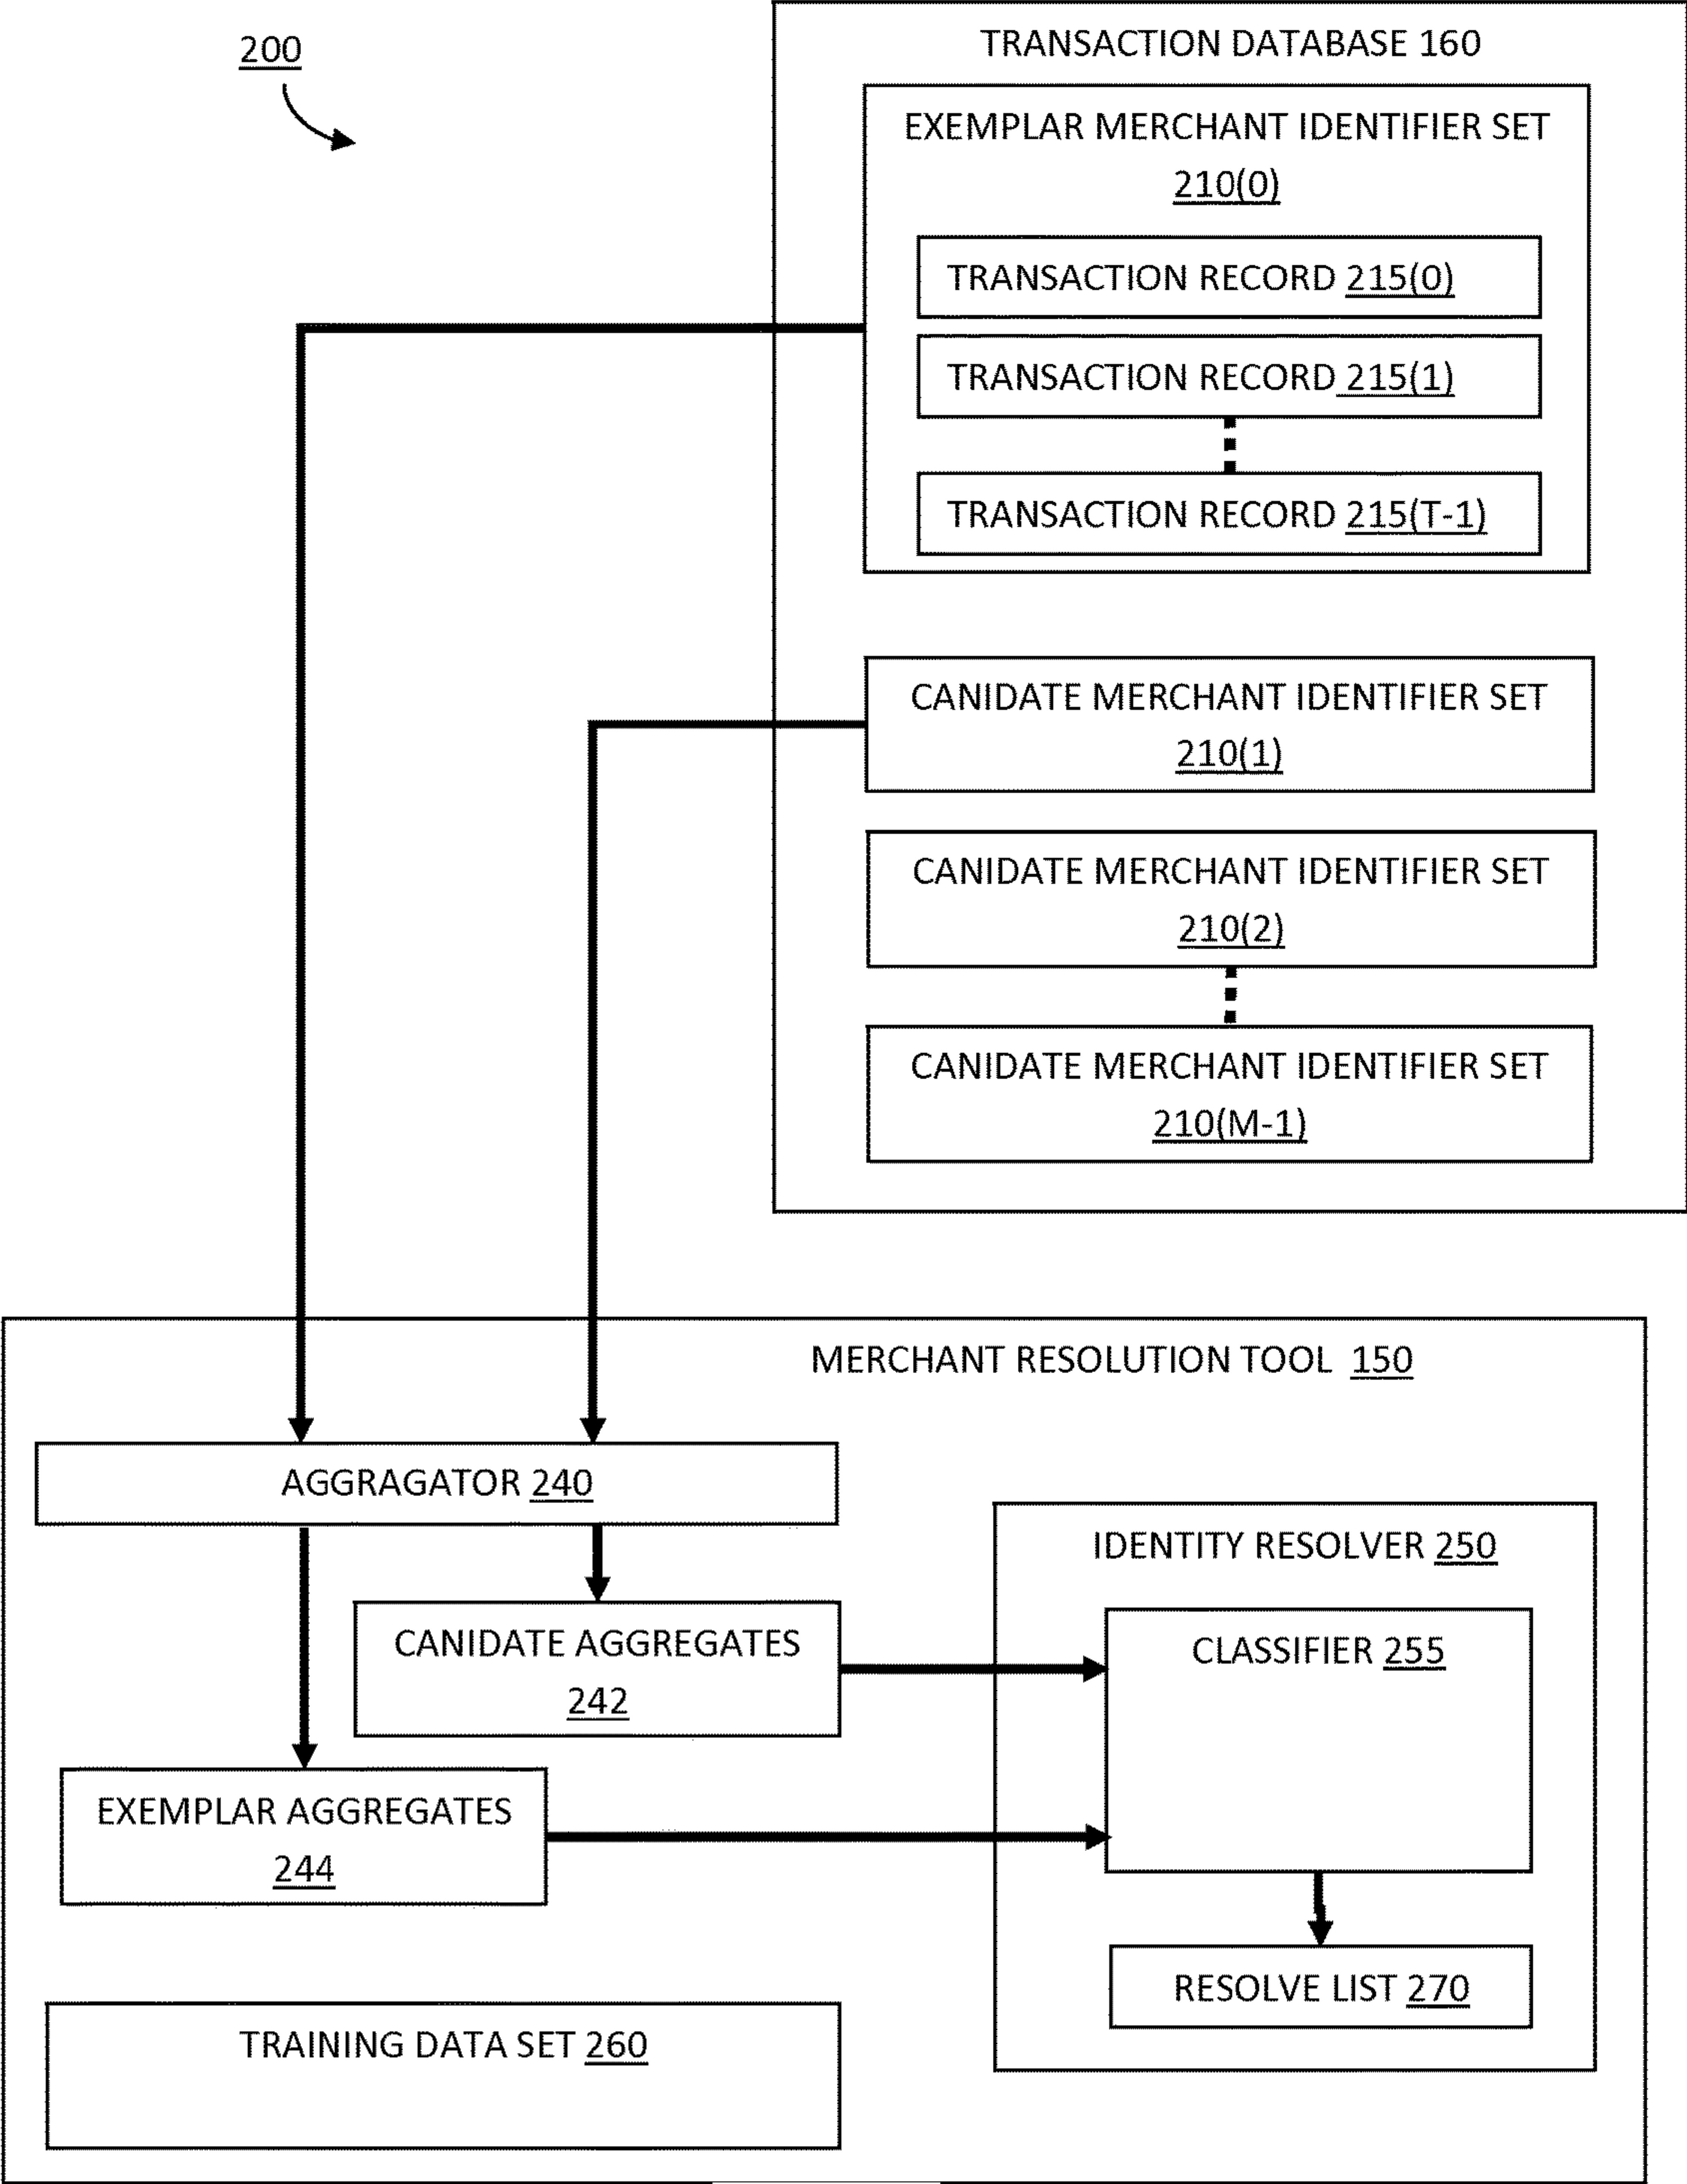 200
TRANSACTION DATABASE 160
EXEMPLAR MERCHANT IDENTIFIER SET
210(0)
TRANSACTION RECORD 215(0)
TRANSACTION RECORD 215(1)
TRANSACTION RECORD 215(T-1)
CANIDATE MERCHANT IDENTIFIER SET
210(1)
CANIDATE MERCHANT IDENTIFIER SET
210(2)
CANIDATE MERCHANT IDENTIFIER SET
210(M-1)
MERCHANT RESOLUTION TOOL 150
AGGRAGATOR 240
IDENTITY RESOLVER 250
CANIDATE AGGREGATES
242
CLASSIFIER 255
EXEMPLAR AGGREGATES
244
RESOLVE LIST 270
TRAINING DATA SET 260